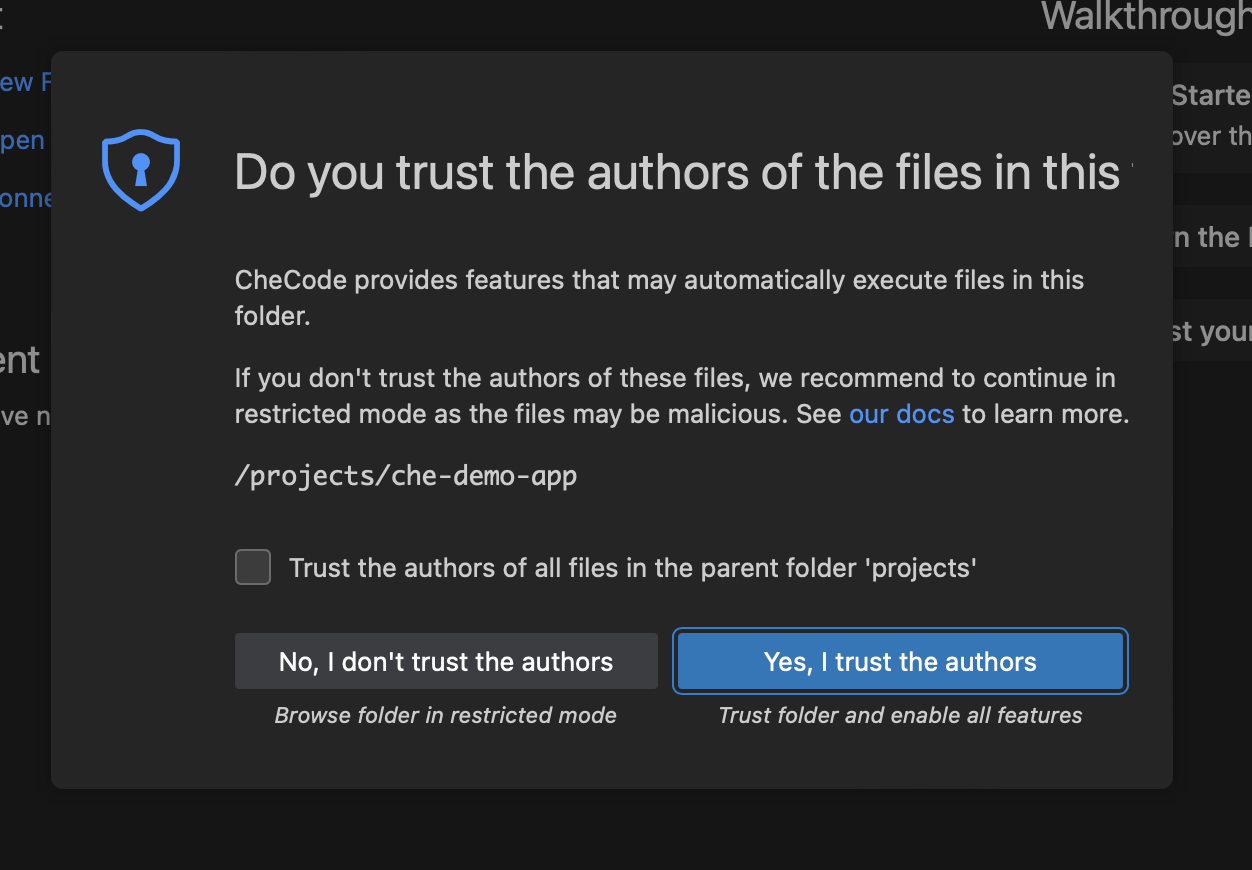 Walkthrough
Do you trust the authors of the files in this
CheCode provides features that may automatically execute files in this
folder.
If you don't trust the authors of these files, we recommend to continue in
restricted mode as the files may be malicious. See our docs to learn more.
/projects/che-demo-app
Trust the authors of all files in the parent folder 'projects'
No, I don't trust the authors
Yes, I trust the authors
Browse folder in restricted mode
Trust folder and enable all features
ew F
pen
onne
ent
ve n
Starte
over th
n the
st your